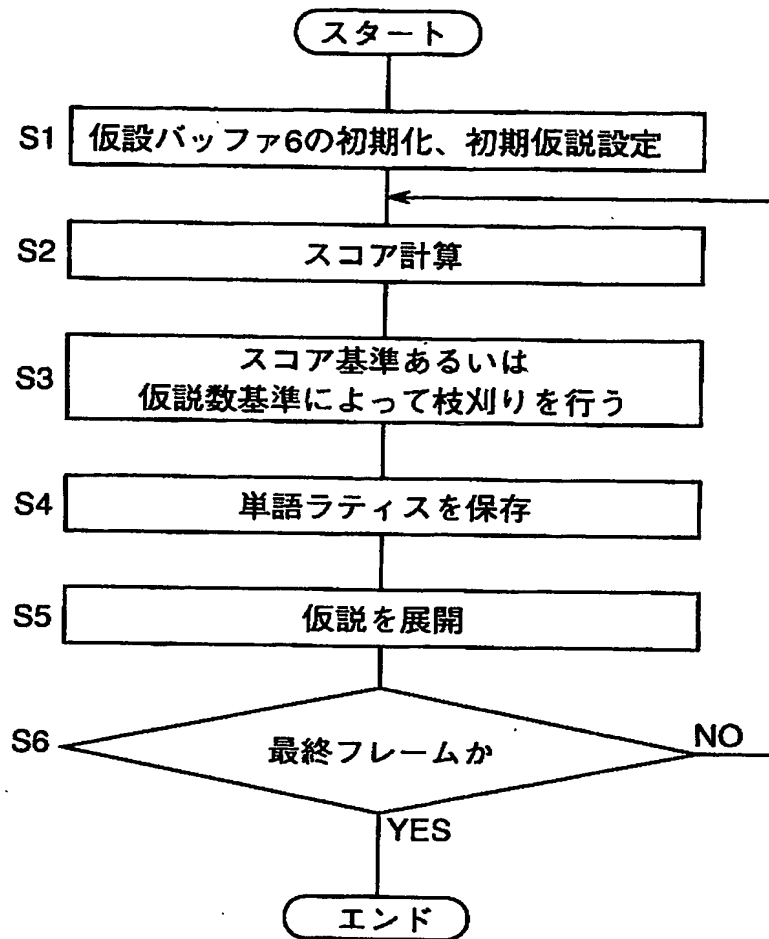 スタート
S1 仮設バッファ6の初期化、初期仮説設定
S2 スコア計算
S3 スコア基準あるいは
仮説数基準によって枝刈りを行う
S4 単語ラティスを保存
S5 仮説を展開
S6 最終フレームか
NO
YES
エンド